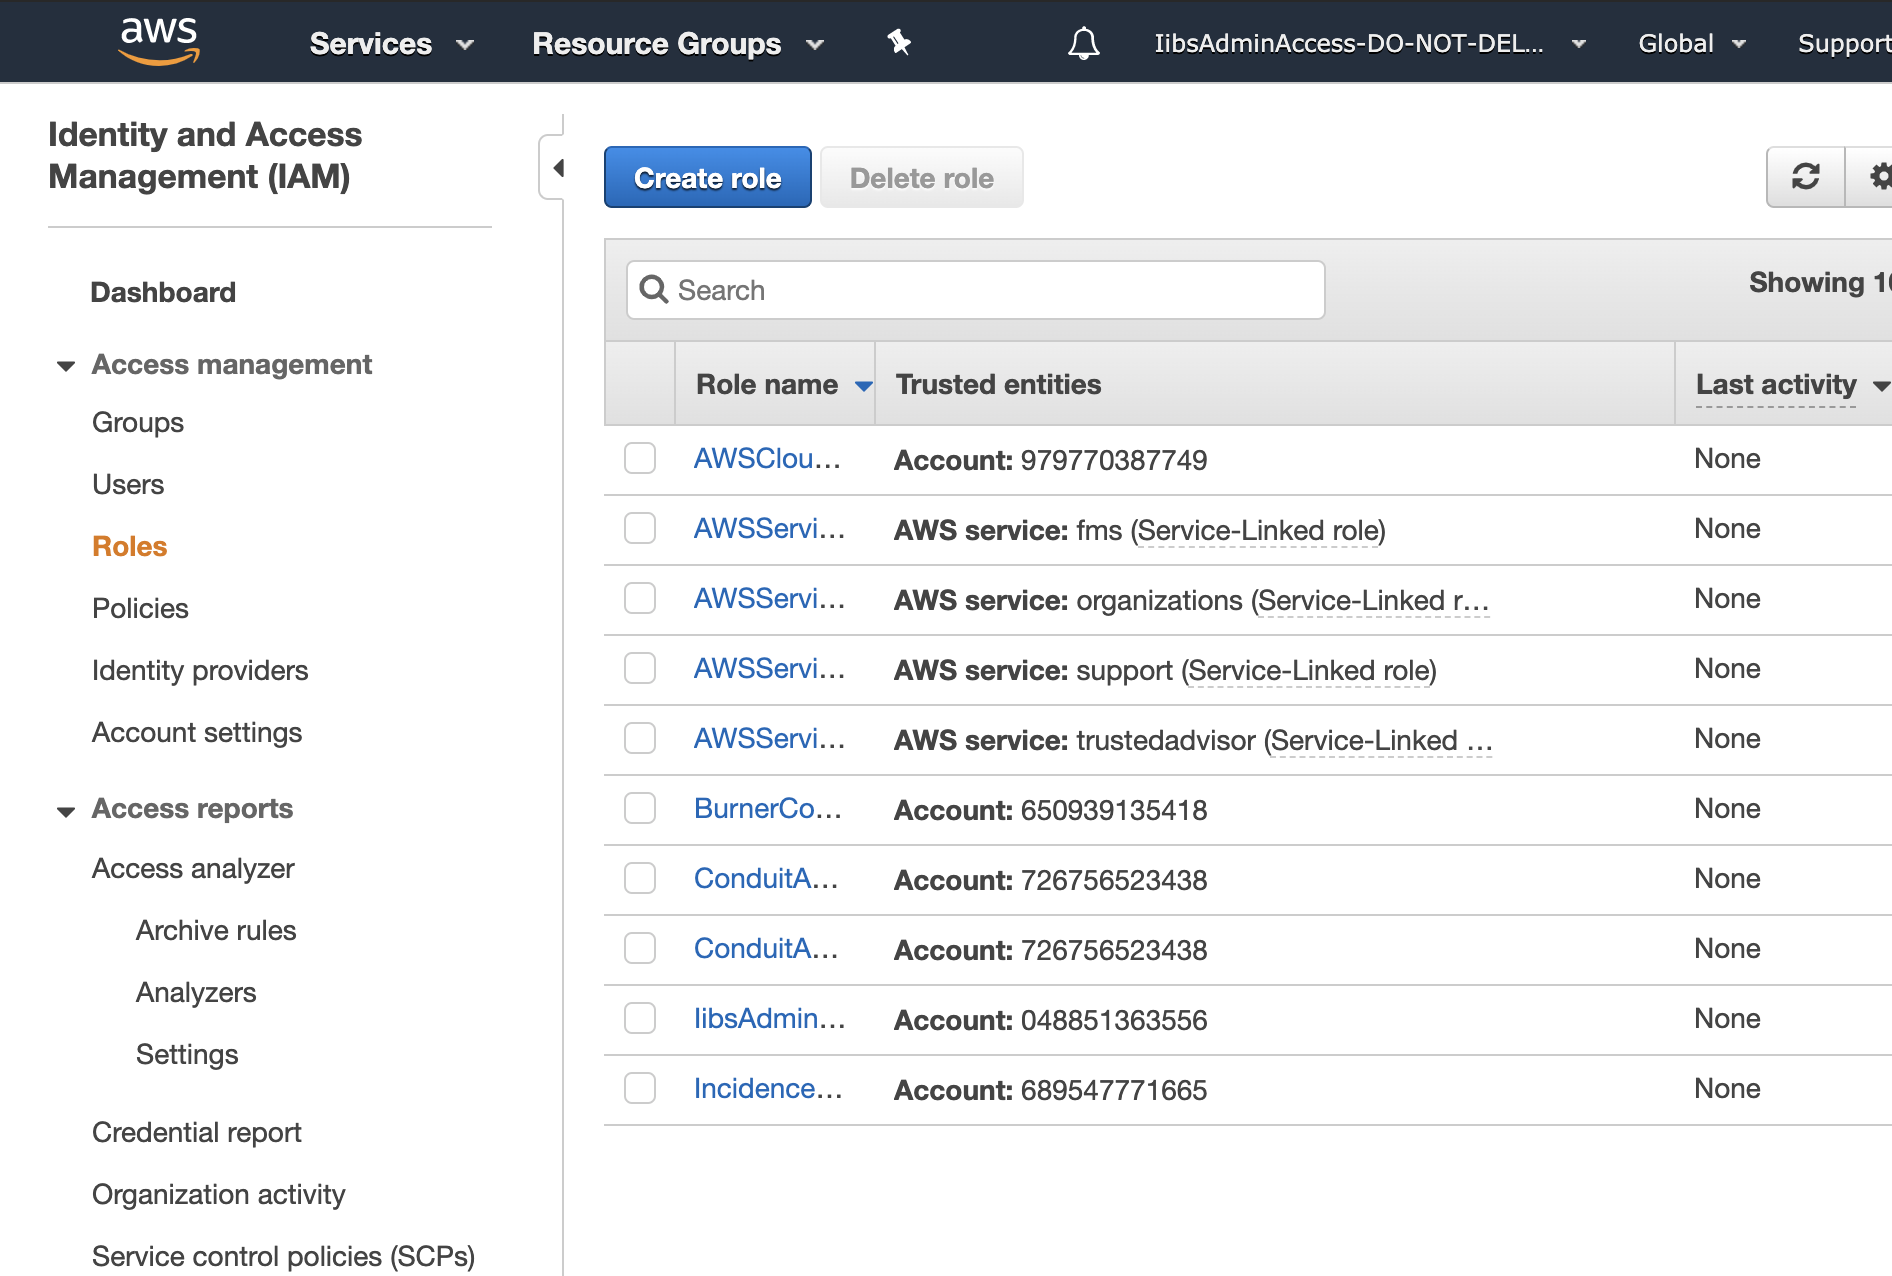 aws
Services
Resource Groups
IibsAdminAccess-DO-NOT-DEL...
Global
Support
Identity and Access
Management (IAM)
Dashboard
Access management
Groups
Users
Roles
Policies
Identity providers
Account settings
Access reports
Access analyzer
Archive rules
Analyzers
Settings
Credential report
Organization activity
Service control policies (SCPs)
Create role
Delete role
Search
Showing
Role name Trusted entities Last activity
AWSClou... Account: 979770387749 None
AWSServi... AWS service: fms (Service-Linked role) None
AWSServi... AWS service: organizations (Service-Linked r... None
AWSServi... AWS service: support (Service-Linked role) None
AWSServi... AWS service: trustedadvisor (Service-Linked ... None
BurnerCo... Account: 650939135418 None
ConduitA... Account: 726756523438 None
ConduitA... Account: 726756523438 None
IibsAdmin... Account: 048851363556 None
Incidence... Account: 689547771665 None